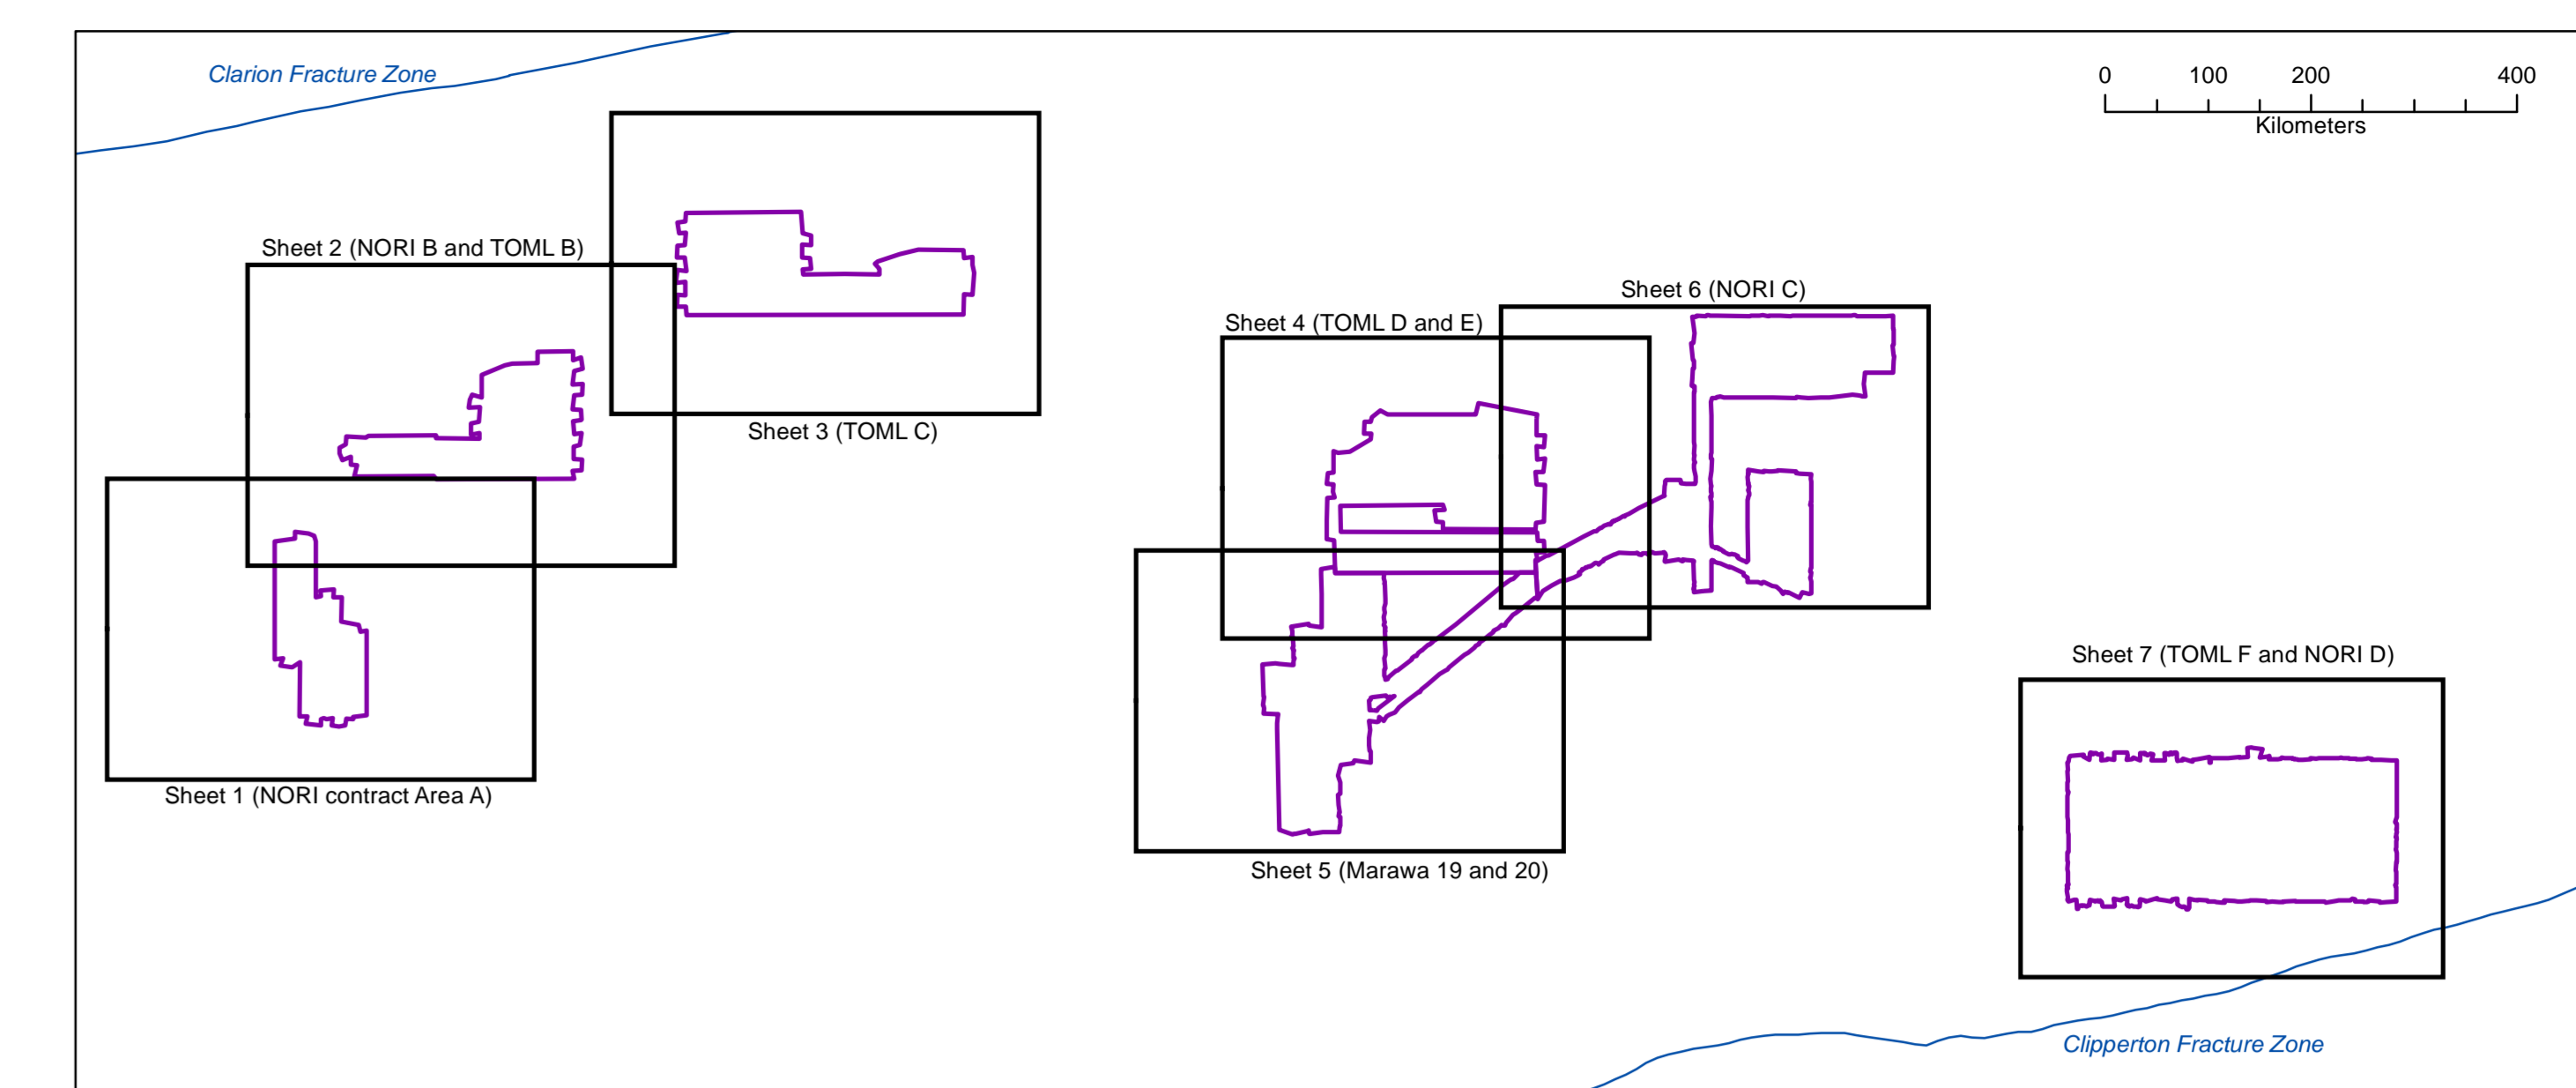 Clarion Fracture Zone
0 100 200 400
Kilometers
Sheet 2 (NORI B and TOML B)
Sheet 6 (NORI C)
Sheet 4 (TOML D and E)
Sheet 3 (TOML C)
Sheet 7 (TOML F and NORI D)
Sheet 1 (NORI contract Area A)
Sheet 5 (Marawa 19 and 20)
Clipperton Fracture Zone